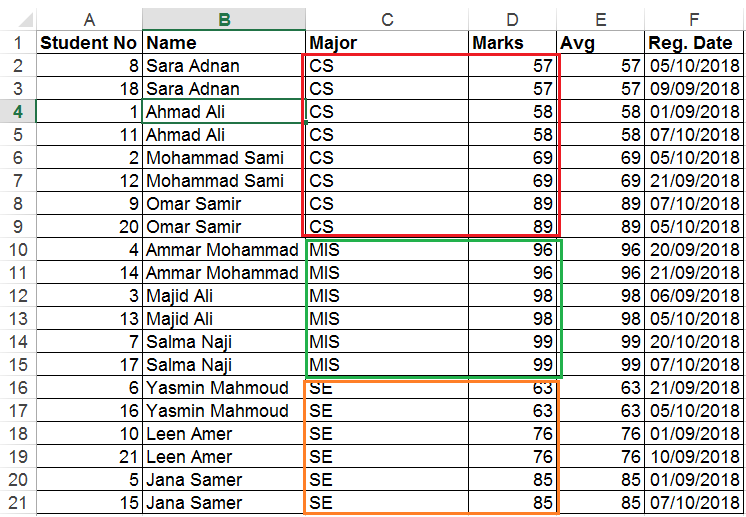 A B C D E F
1 Student No Name Major Marks Avg Reg. Date
2 8 Sara Adnan CS 57 57 05/10/2018
3 18 Sara Adnan CS 57 57 09/09/2018
4 1 Ahmad Ali CS 58 58 01/09/2018
5 11 Ahmad Ali CS 58 58 07/10/2018
6 2 Mohammad Sami CS 69 69 05/10/2018
7 12 Mohammad Sami CS 69 69 21/09/2018
8 9 Omar Samir CS 89 89 07/10/2018
9 20 Omar Samir CS 89 89 05/10/2018
10 4 Ammar Mohammad MIS 96 96 20/09/2018
11 14 Ammar Mohammad MIS 96 96 21/09/2018
12 3 Majid Ali MIS 98 98 06/09/2018
13 13 Majid Ali MIS 98 98 05/10/2018
14 7 Salma Naji MIS 99 99 20/10/2018
15 17 Salma Naji MIS 99 99 07/10/2018
16 6 Yasmin Mahmoud SE 63 63 21/09/2018
17 16 Yasmin Mahmoud SE 63 63 05/10/2018
18 10 Leen Amer SE 76 76 01/09/2018
19 21 Leen Amer SE 76 76 10/09/2018
20 5 Jana Samer SE 85 85 01/09/2018
21 15 Jana Samer SE 85 85 07/10/2018